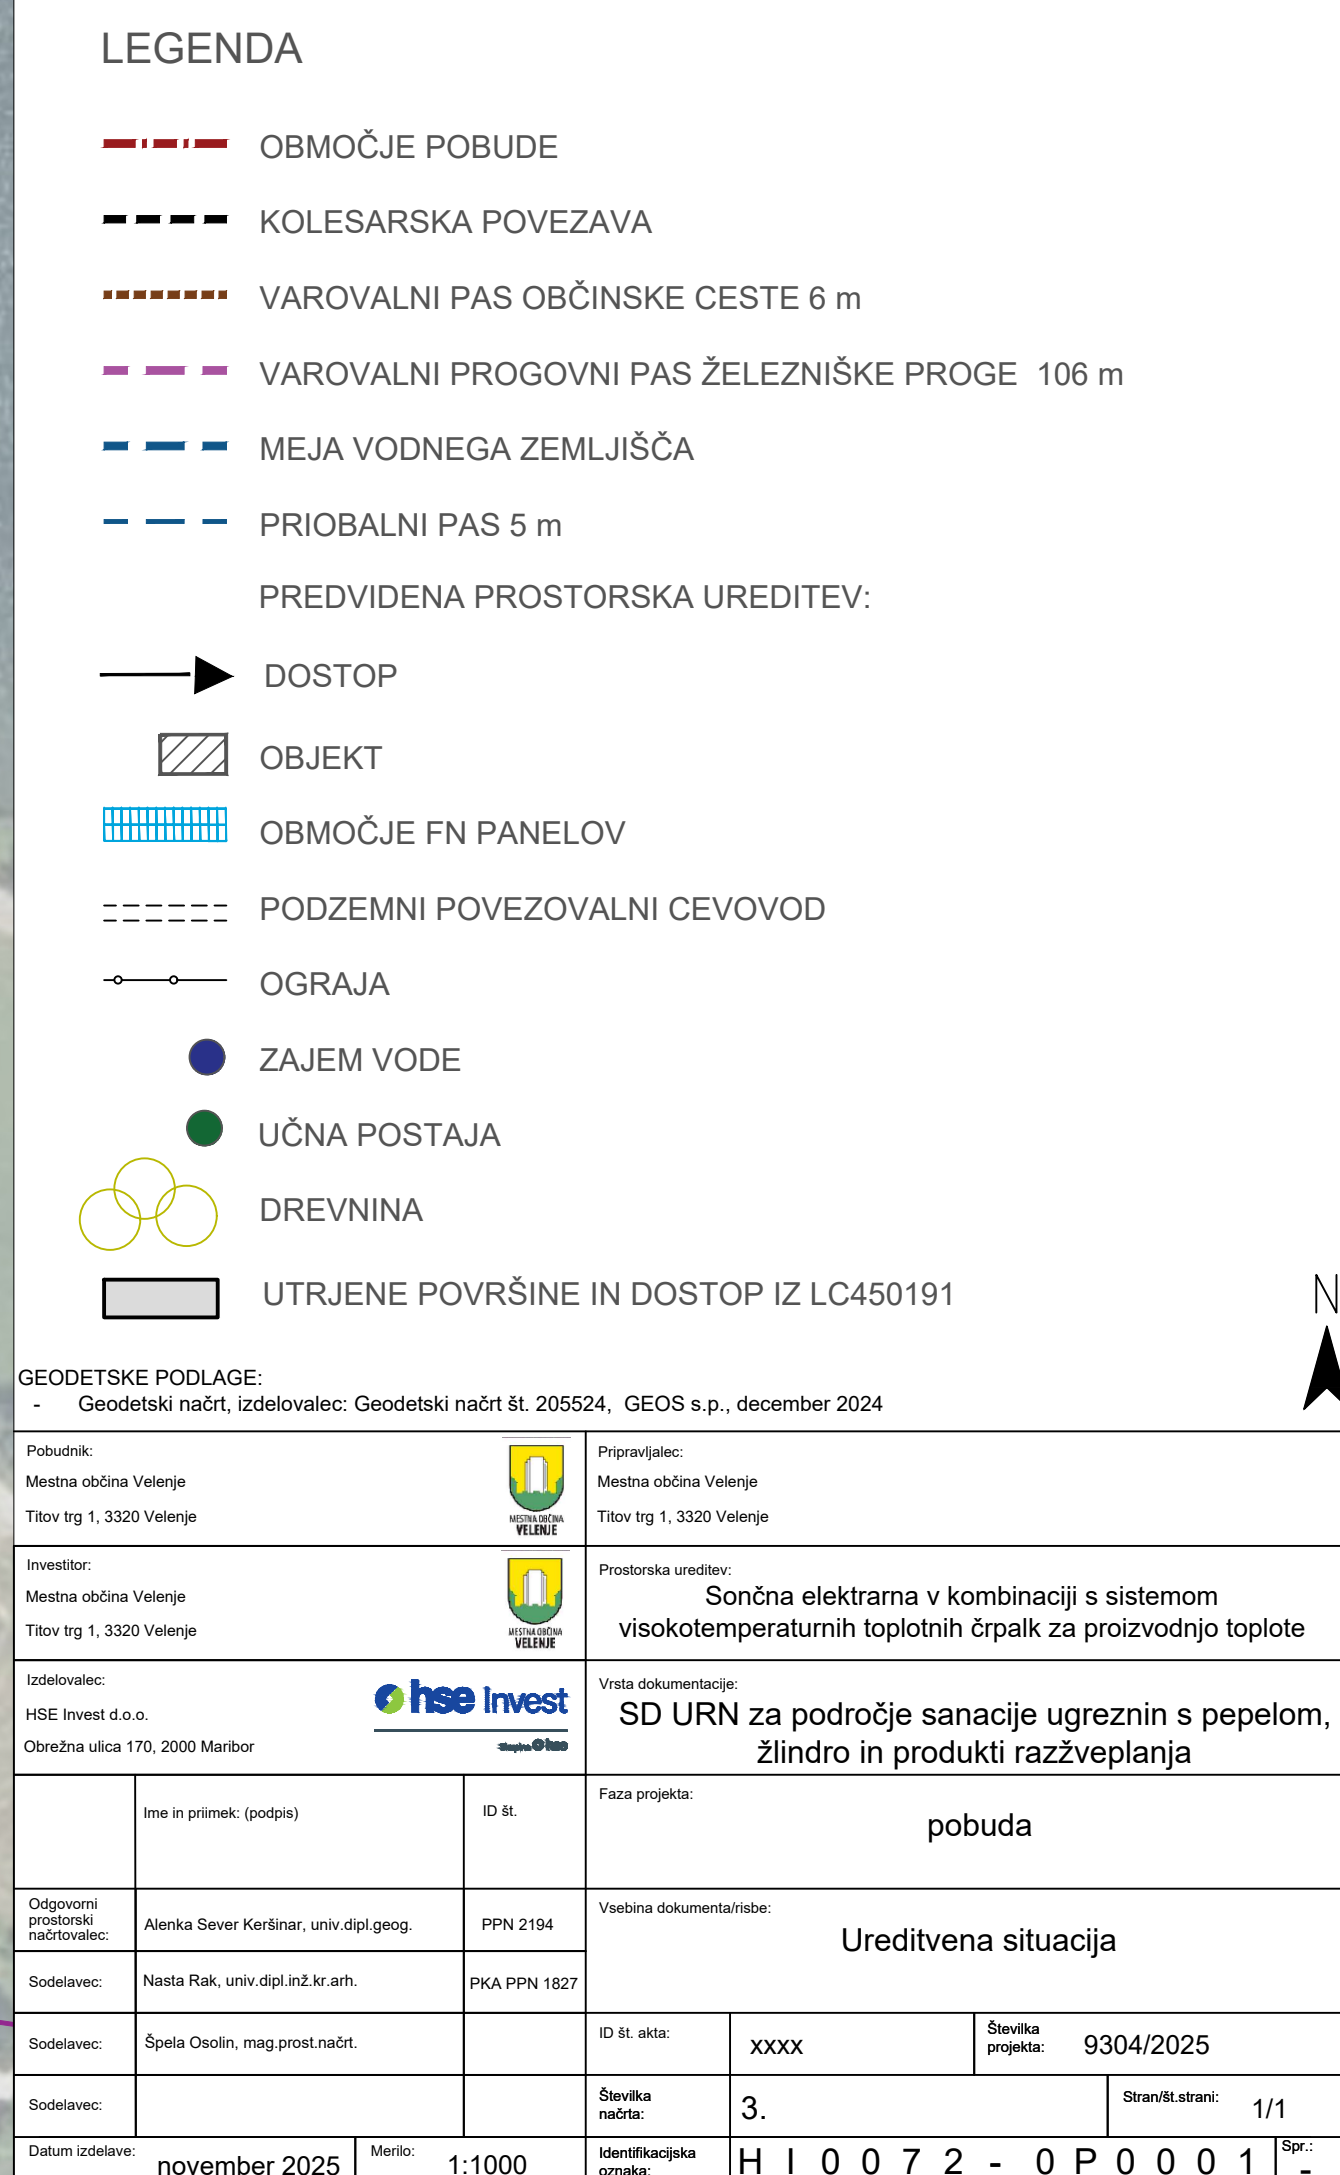 LEGENDA
OBMOČJE POBUDE
KOLESARSKA POVEZAVA
VAROVALNI PAS OBČINSKE CESTE 6 m
VAROVALNI PROGOVNI PAS ŽELEZNIŠKE PROGE 106 m
MEJA VODNEGA ZEMLJIŠČA
PRIOBALNI PAS 5 m
PREDVIDENA PROSTORSKA UREDITEV:
DOSTOP
OBJEKT
OBMOČJE FN PANELOV
PODZEMNI POVEZOVALNI CEVOVOD
OGRAJA
ZAJEM VODE
UČNA POSTAJA
DREVNINA
UTRJENE POVRŠINE IN DOSTOP IZ LC450191
N
GEODETSKE PODLAGE:
- Geodetski načrt, izdelovalec: Geodetski načrt št. 205524, GEOS s.p., december 2024
Pobudnik:
Mestna občina Velenje
Titov trg 1, 3320 Velenje
MESTNA OBČINA
VELENJE
Pripravljalec:
Mestna občina Velenje
Titov trg 1, 3320 Velenje
Investitor:
Mestna občina Velenje
Titov trg 1, 3320 Velenje
MESTNA OBČINA
VELENJE
Prostorska ureditev:
Sončna elektrarna v kombinaciji s sistemom
visokotemperaturnih toplotnih črpalk za proizvodnjo toplote
Izdelovalec:
HSE Invest d.o.o.
Obrežna ulica 170, 2000 Maribor
hse Invest
Skupina hse
Vrsta dokumentacije:
SD URN za področje sanacije ugreznin s pepelom,
žlindro in produkti razžveplanja
Ime in priimek: (podpis)
ID št.
Faza projekta:
pobuda
Odgovorni
prostorski
načrtovalec:
Alenka Sever Keršinar, univ.dipl.geog.
PPN 2194
Vsebina dokumenta/risbe:
Ureditvena situacija
Sodelavec:
Nasta Rak, univ.dipl.inž.kr.arh.
PKA PPN 1827
Sodelavec:
Špela Osolin, mag.prost.načrt.
ID št. akta:
xxxx
Številka
projekta:
9304/2025
Sodelavec:
Številka
načrta:
3.
Stran/št.strani:
1/1
Datum izdelave:
november 2025
Merilo:
1:1000
Identifikacijska
oznaka:
H I 0 0 7 2 - 0 P 0 0 0 1
Spr.:
-